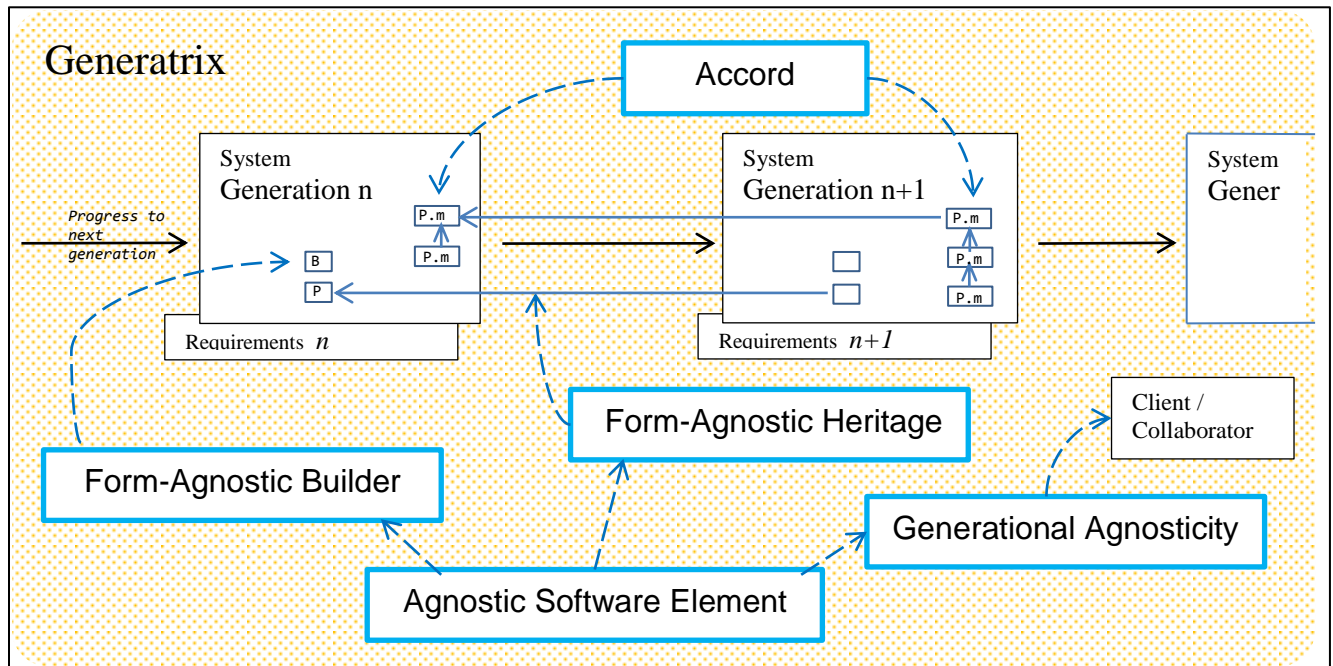 Generatrix
Accord
System
Generation n
System
Generation n+1
System
Gener
Progress to
next
generation
P.m
P.m
B
P
P.m
P.m
P.m
Requirements n
Requirements n+1
Form-Agnostic Heritage
Client /
Collaborator
Form-Agnostic Builder
Generational Agnosticity
Agnostic Software Element